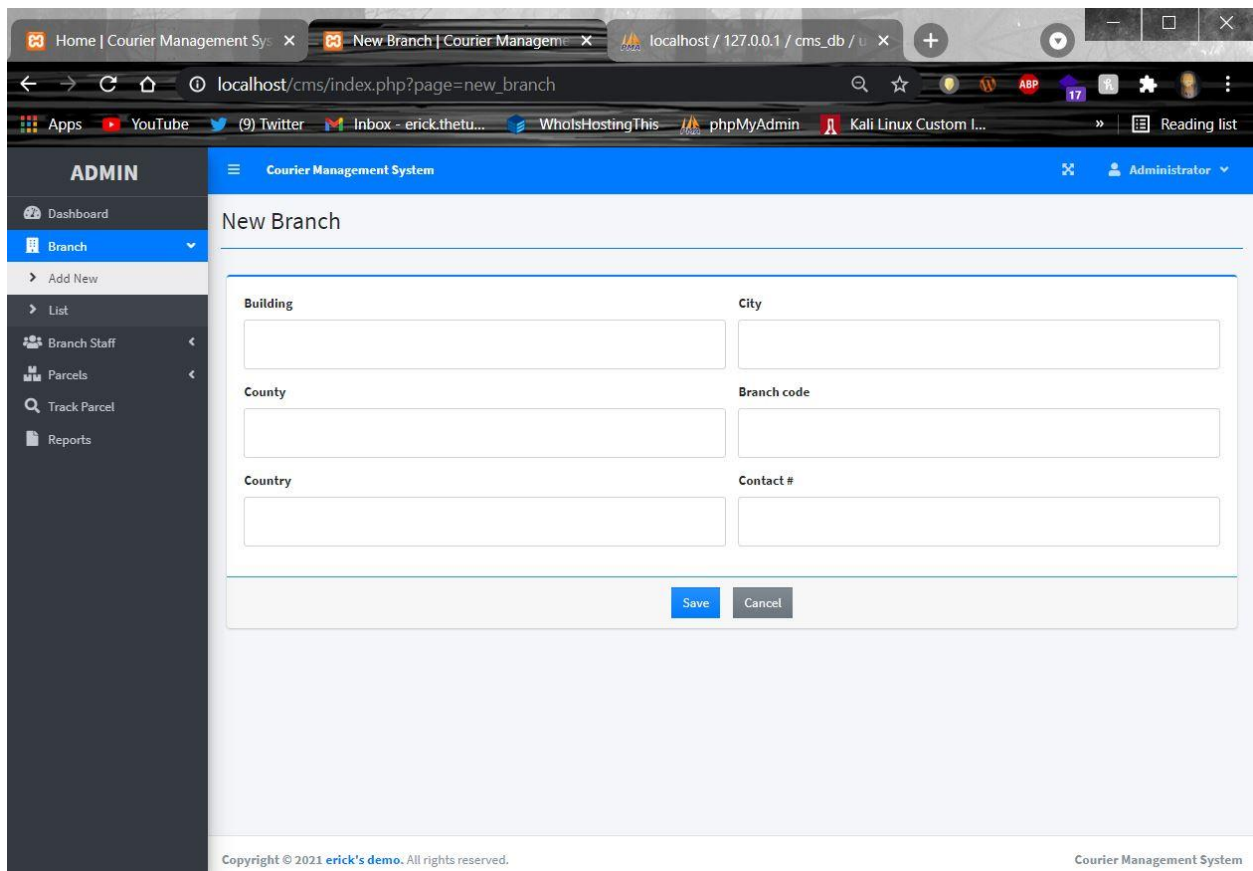 Home | Courier Management Sys
New Branch | Courier Manageme
localhost / 127.0.0.1 / cms_db / u
localhost/cms/index.php?page=new_branch
ABP
17
Apps
YouTube
(9) Twitter
Inbox - erick.thetu...
WhoIsHostingThis
phpMyAdmin
Kali Linux Custom I...
»
Reading list
ADMIN
Courier Management System
Administrator
Dashboard
Branch
Add New
List
Branch Staff
Parcels
Track Parcel
Reports
New Branch
Building
City
County
Branch code
Country
Contact #
Save
Cancel
Copyright © 2021 erick's demo. All rights reserved.
Courier Management System